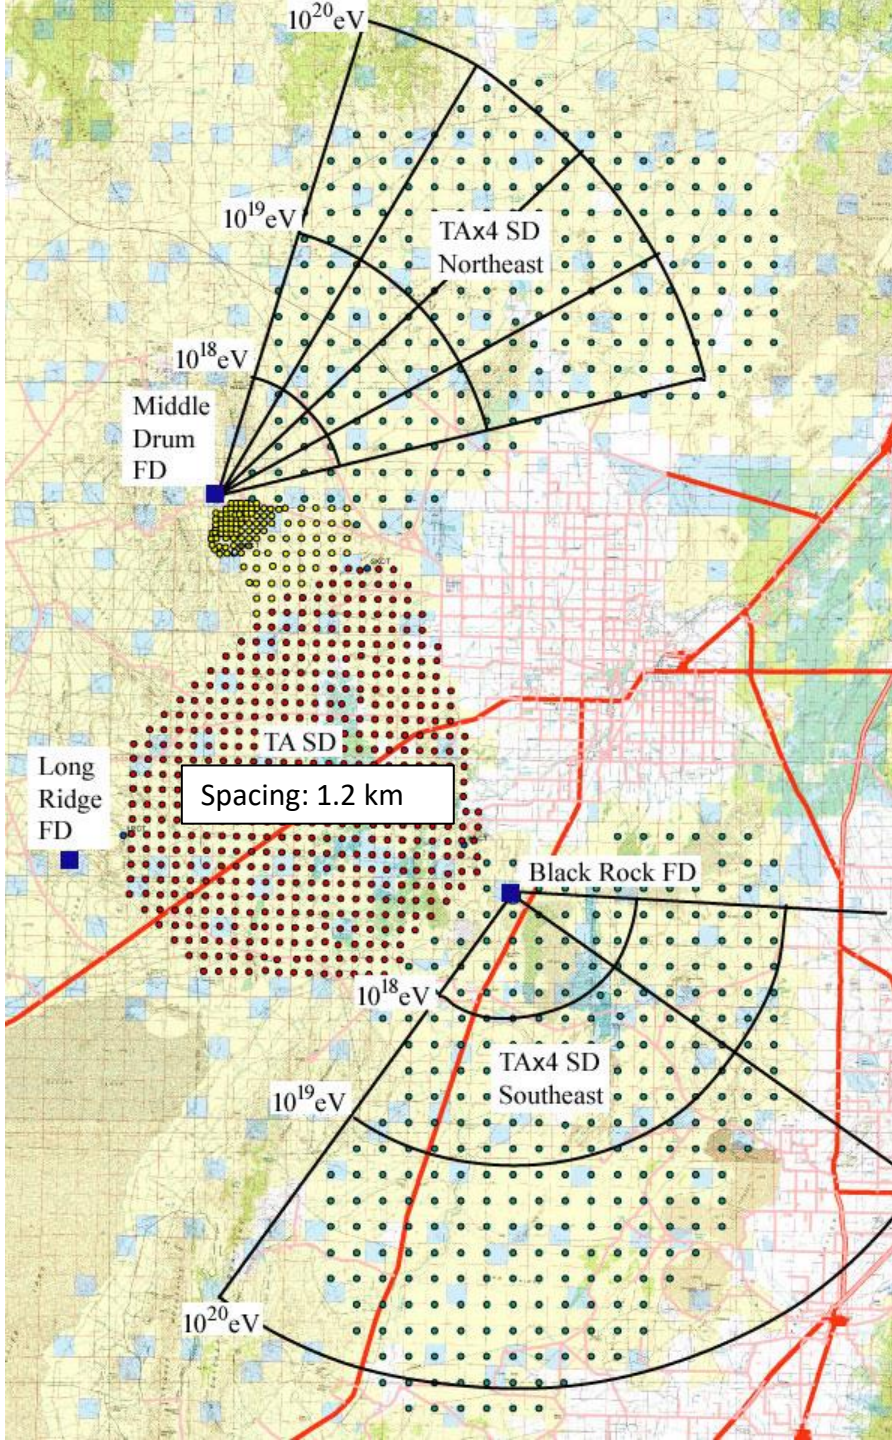 10²⁰eV
10¹⁹eV
TAx4 SD
Northeast
10¹⁸eV
Middle
Drum
FD
TA SD
Long
Ridge
FD
Spacing: 1.2 km
Black Rock FD
10¹⁸eV
TAx4 SD
Southeast
10¹⁹eV
10²⁰eV